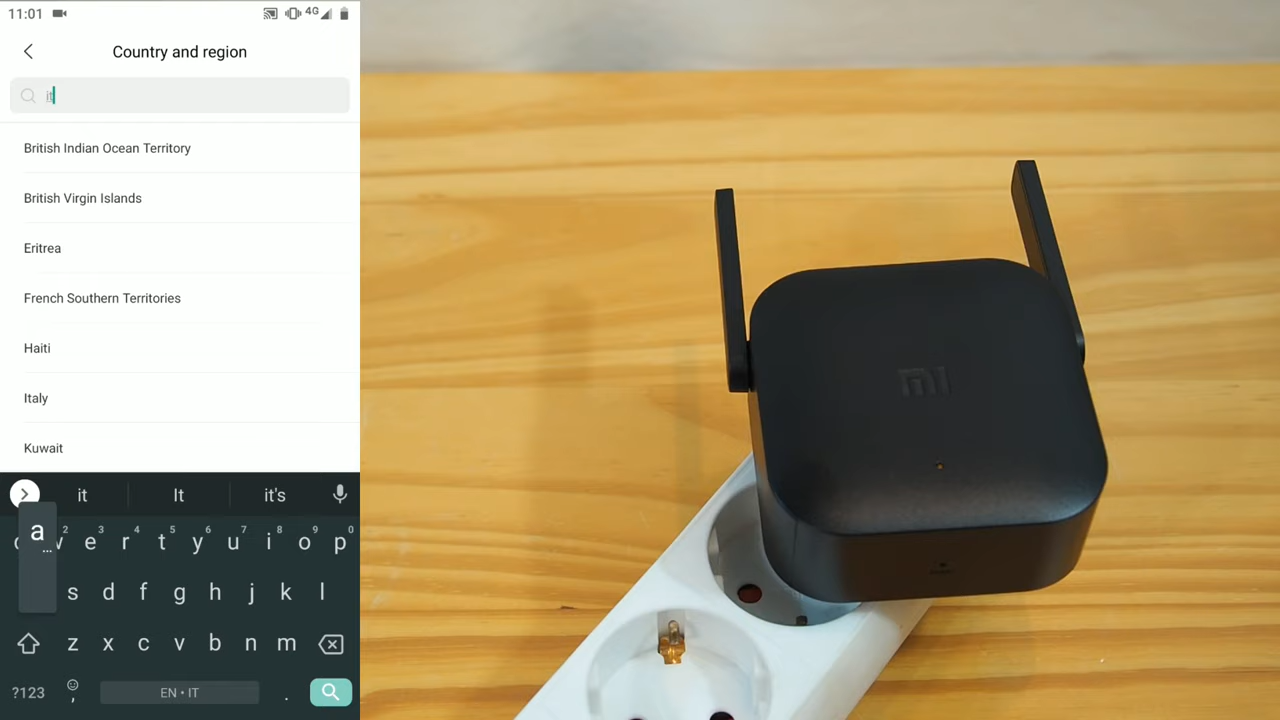 11:01
4G
Country and region
it
British Indian Ocean Territory
British Virgin Islands
Eritrea
French Southern Territories
Haiti
Italy
Kuwait
it It it's
2 3 4 5 6 7 8 9 0
e r t y u i o p
a
...
s d f g h j k l
z x c v b n m
?123 , EN • IT .
mi